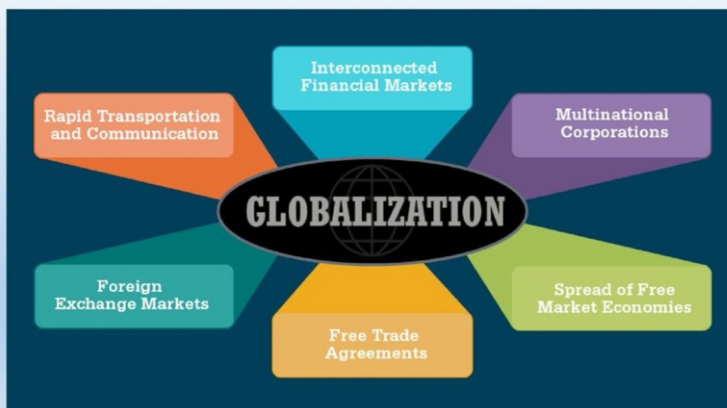 Interconnected
Financial Markets
Rapid Transportation
and Communication
Multinational
Corporations
GLOBALIZATION
Foreign
Exchange Markets
Spread of Free
Market Economies
Free Trade
Agreements